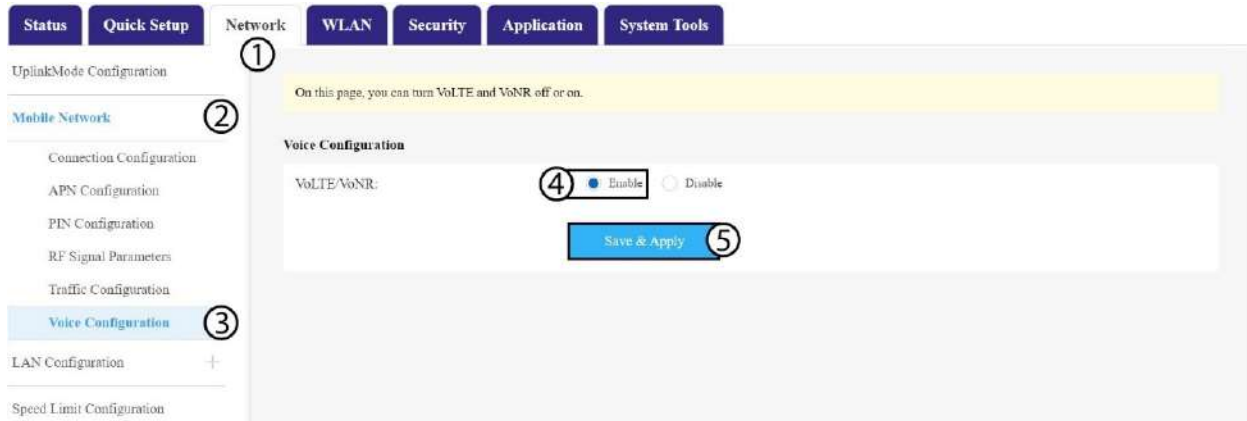 Status Quick Setup Network WLAN Security Application System Tools
①
UplinkMode Configuration
On this page, you can turn VoLTE and VoNR off or on.
Mobile Network ②
Voice Configuration
Connection Configuration
VoLTE/VoNR: ④ Enable Disable
APN Configuration
PIN Configuration
Save & Apply ⑤
RF Signal Parameters
Traffic Configuration
Voice Configuration ③
LAN Configuration +
Speed Limit Configuration